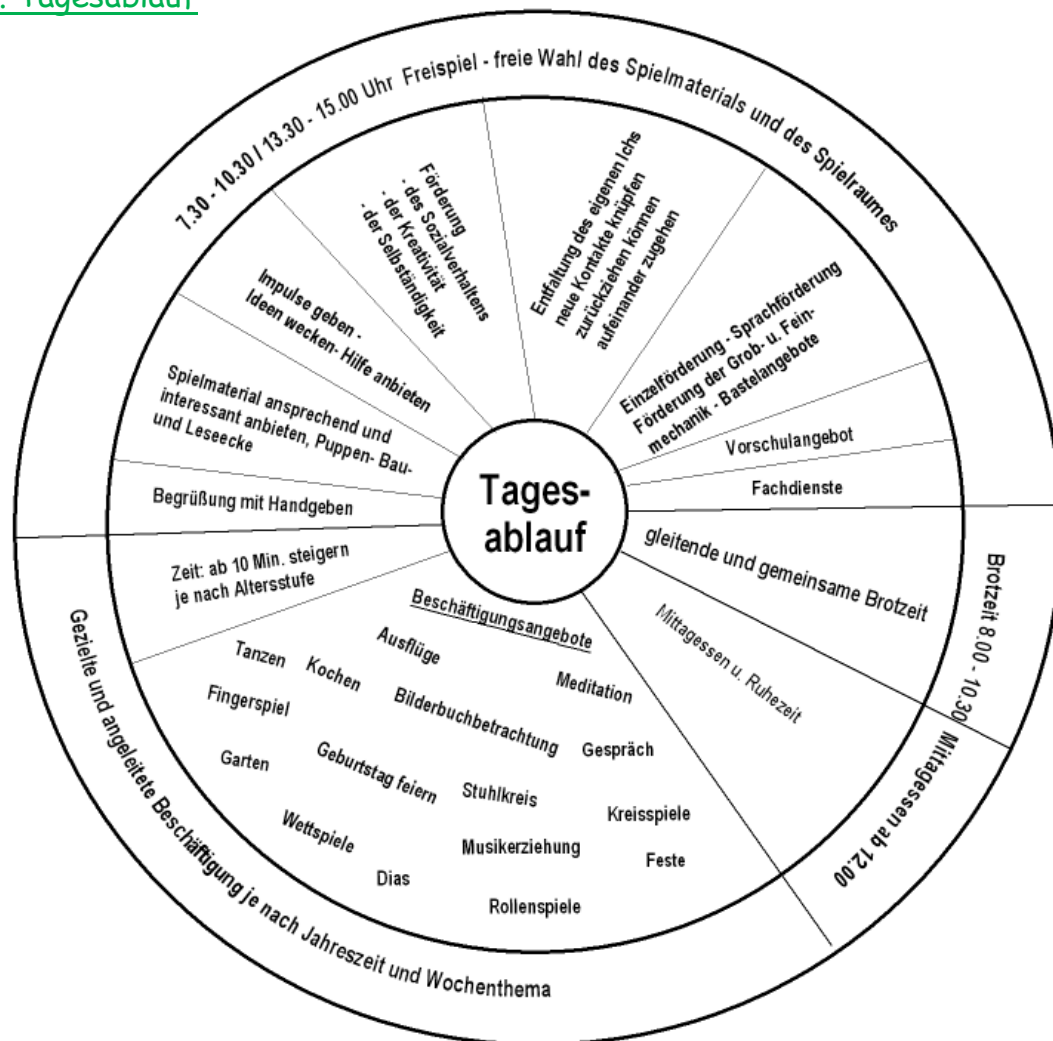 . Tagesablauf
7.30 - 10.30 / 13.30 - 15.00 Uhr Freispiel - freie Wahl des Spielmaterials und des Spielraumes
Förderung
- des Sozialverhaltens
- der Kreativität
- der Selbständigkeit
Entfaltung des eigenen Ichs
neue Kontakte knüpfen
zurückziehen können
aufeinander zugehen
Impulse geben -
Ideen wecken- Hilfe anbieten
Einzelförderung - Sprachförderung
Förderung der Grob- u. Fein-
mechanik - Bastelangebote
Spielmaterial ansprechend und
interessant anbieten, Puppen- Bau-
und Leseecke
Vorschulangebot
Begrüßung mit Handgeben
Fachdienste
Tages-
ablauf
gleitende und gemeinsame Brotzeit
Brotzeit 8.00 - 10.30
Mittagessen u. Ruhezeit
Mittagessen ab 12.00
Zeit: ab 10 Min. steigern
je nach Altersstufe
Beschäftigungsangebote
Ausflüge
Tanzen
Kochen
Meditation
Fingerspiel
Bilderbuchbetrachtung
Gespräch
Garten
Geburtstag feiern
Stuhlkreis
Kreisspiele
Wettspiele
Musikerziehung
Feste
Dias
Rollenspiele
Gezielte und angeleitete Beschäftigung je nach Jahreszeit und Wochenthema